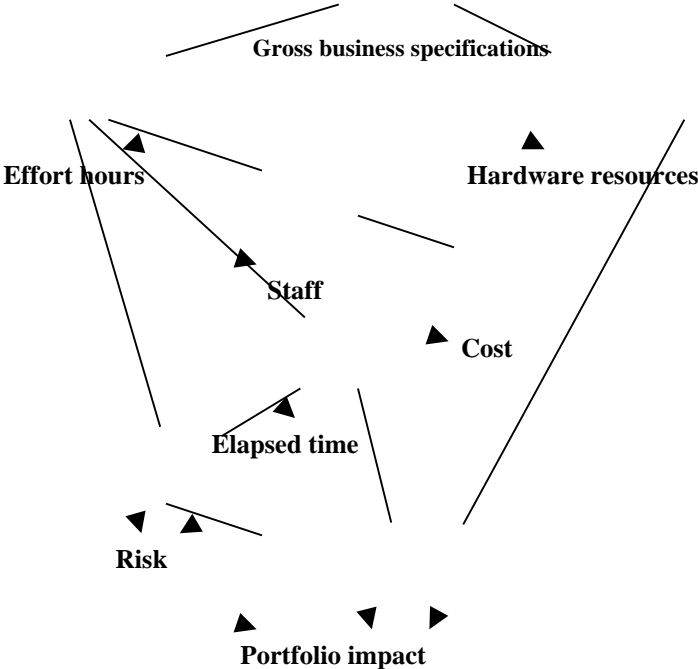 Gross business specifications
Effort hours
Hardware resources
Staff
Cost
Elapsed time
Risk
Portfolio impact